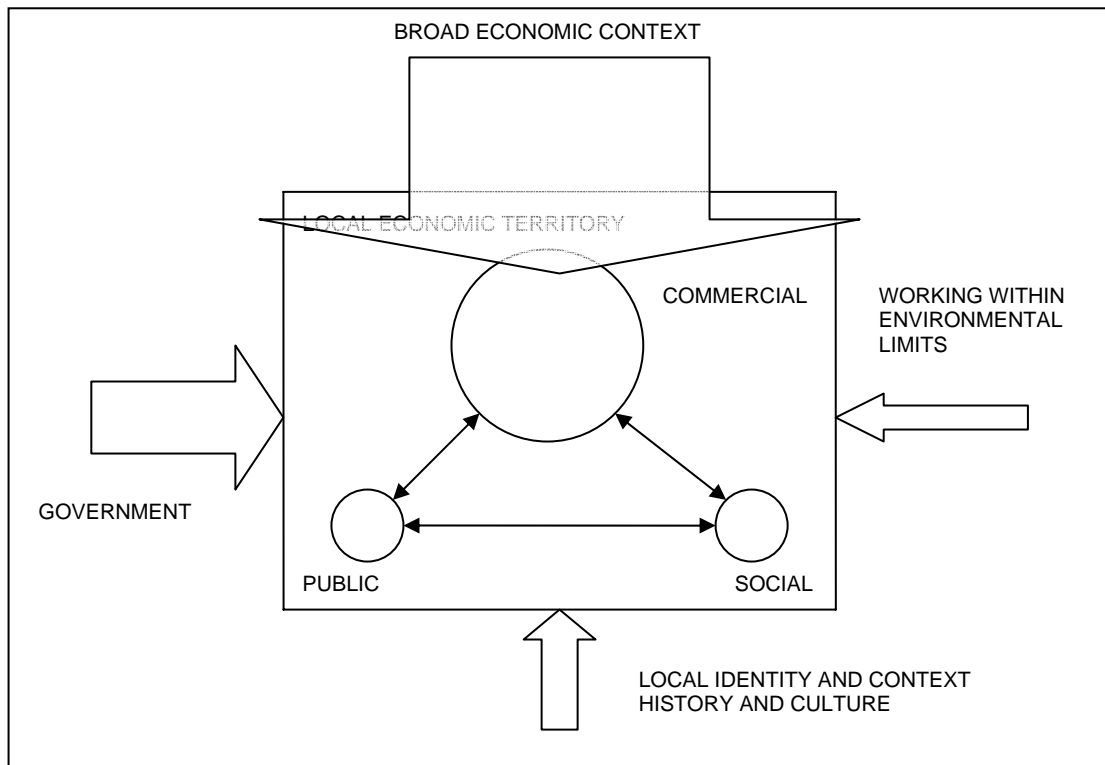 BROAD ECONOMIC CONTEXT
LOCAL ECONOMIC TERRITORY
COMMERCIAL
WORKING WITHIN
ENVIRONMENTAL
LIMITS
GOVERNMENT
PUBLIC
SOCIAL
LOCAL IDENTITY AND CONTEXT
HISTORY AND CULTURE